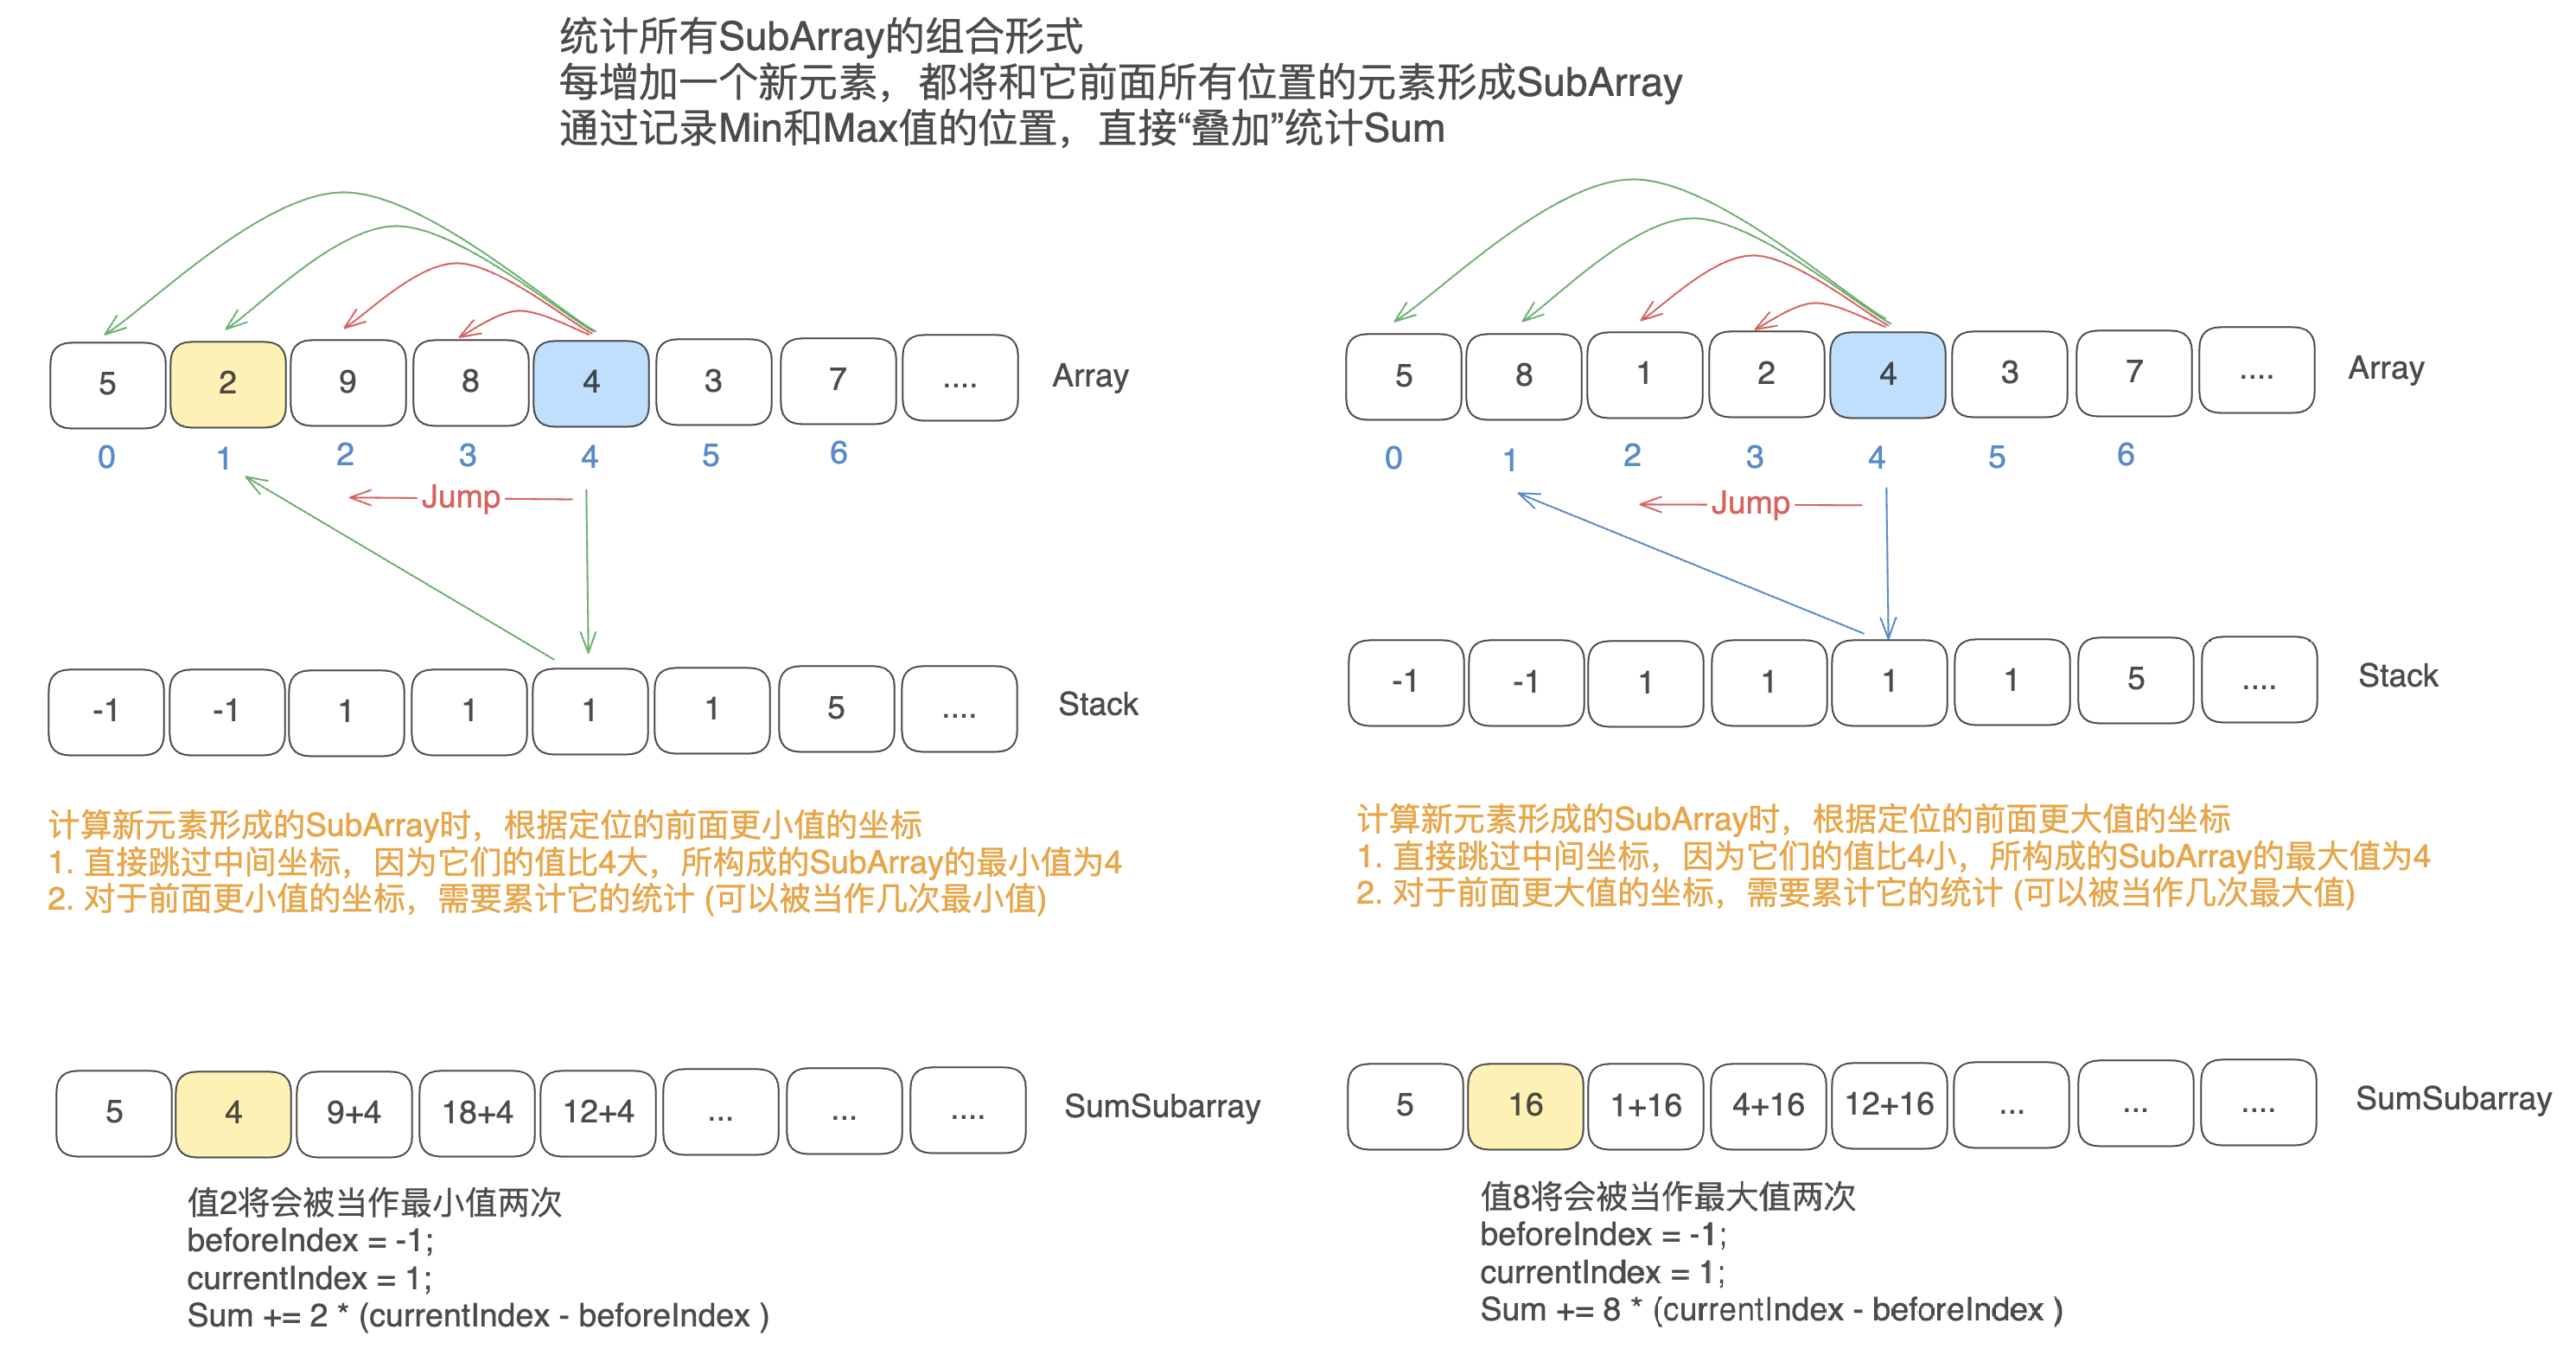 统计所有SubArray的组合形式
每增加一个新元素，都将和它前面所有位置的元素形成SubArray
通过记录Min和Max值的位置，直接“叠加”统计Sum
5 2 9 8 4 3 7 .... Array
0 1 2 3 4 5 6
Jump
-1 -1 1 1 1 1 5 .... Stack
计算新元素形成的SubArray时，根据定位的前面更小值的坐标
1. 直接跳过中间坐标，因为它们的值比4大，所构成的SubArray的最小值为4
2. 对于前面更小值的坐标，需要累计它的统计 (可以被当作几次最小值)
5 4 9+4 18+4 12+4 ... ... .... SumSubarray
值2将会被当作最小值两次
beforeIndex = -1;
currentIndex = 1;
Sum += 2 * (currentIndex - beforeIndex )
5 8 1 2 4 3 7 .... Array
0 1 2 3 4 5 6
Jump
-1 -1 1 1 1 1 5 .... Stack
计算新元素形成的SubArray时，根据定位的前面更大值的坐标
1. 直接跳过中间坐标，因为它们的值比4小，所构成的SubArray的最大值为4
2. 对于前面更大值的坐标，需要累计它的统计 (可以被当作几次最大值)
5 16 1+16 4+16 12+16 ... ... .... SumSubarray
值8将会被当作最大值两次
beforeIndex = -1;
currentIndex = 1;
Sum += 8 * (currentIndex - beforeIndex )